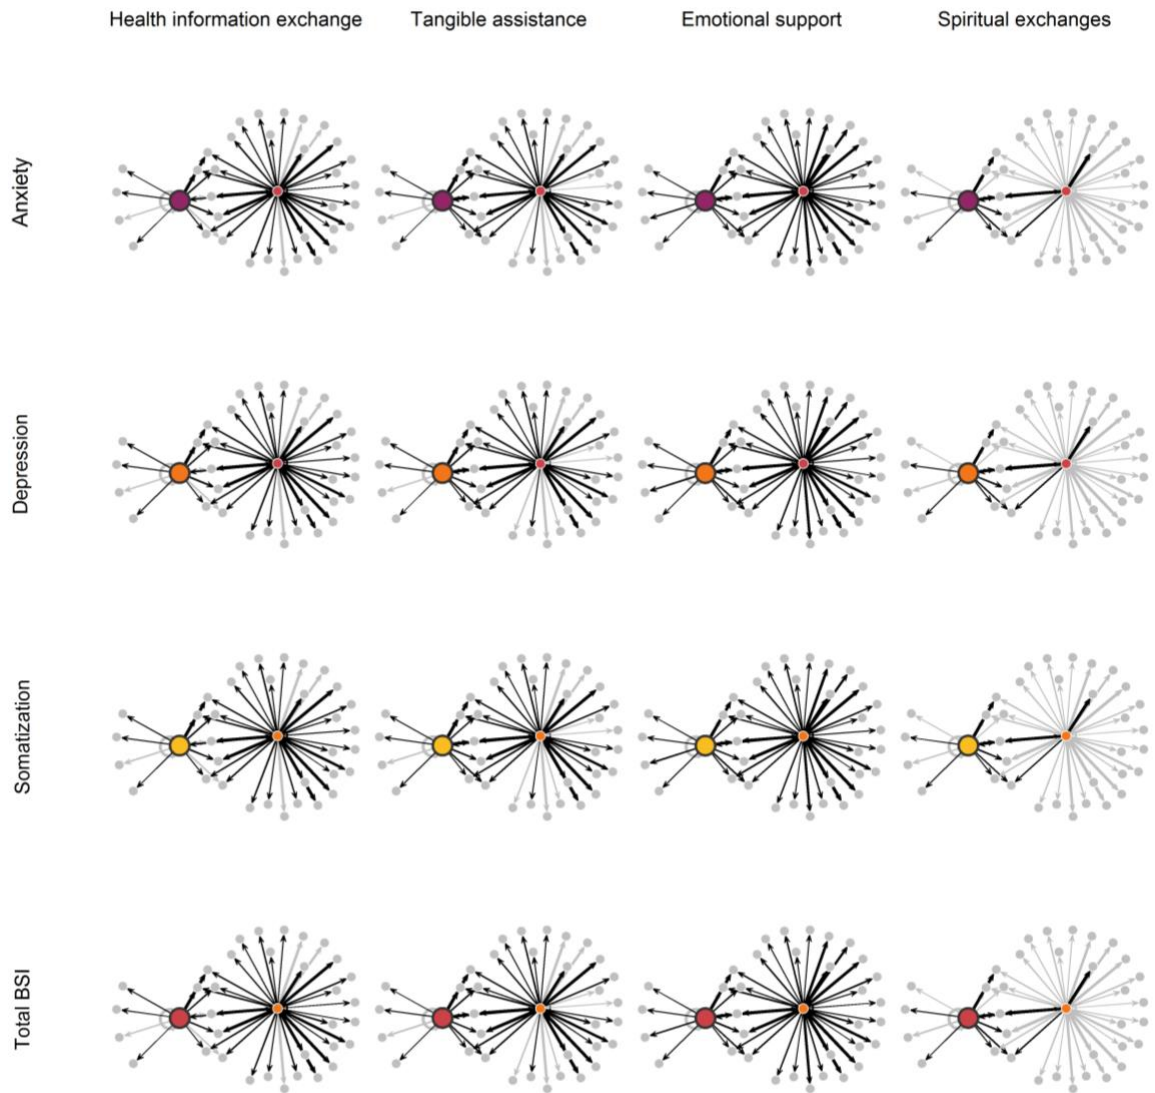 Health information exchange
Tangible assistance
Emotional support
Spiritual exchanges
Anxiety
Depression
Somatization
Total BSI